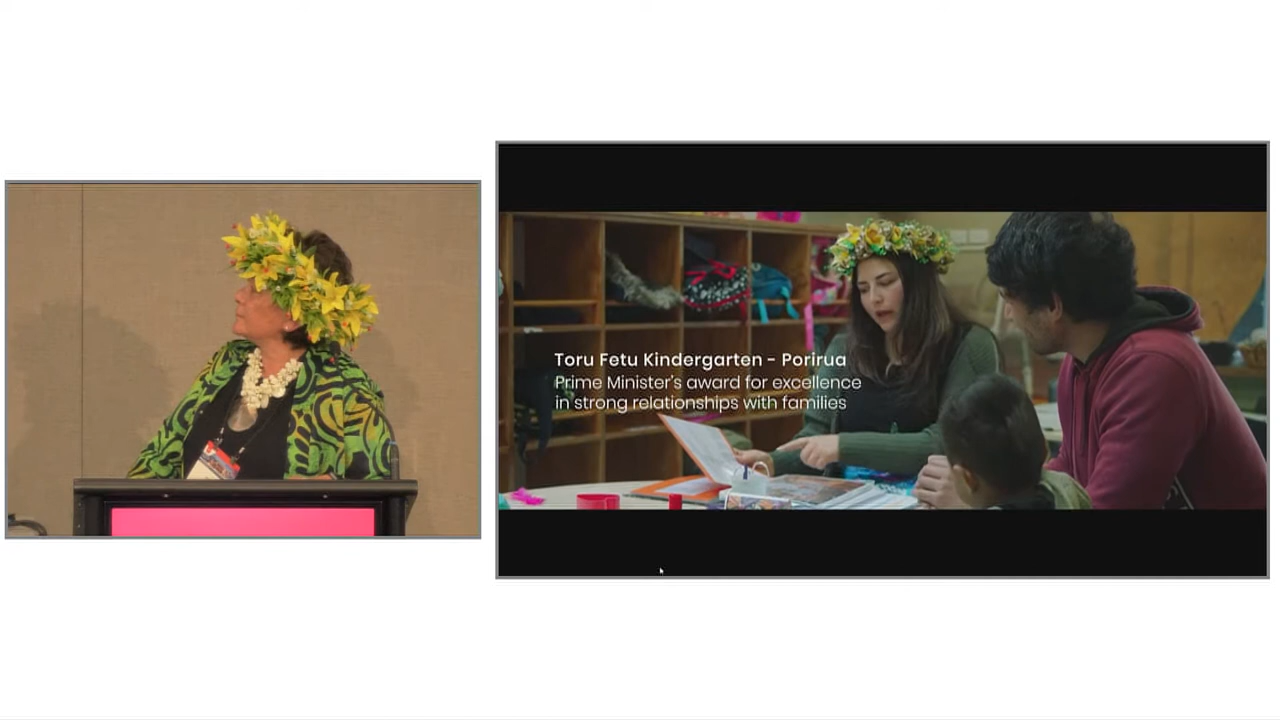 Toru Fetu Kindergarten - Porirua
Prime Minister's award for excellence
in strong relationships with families